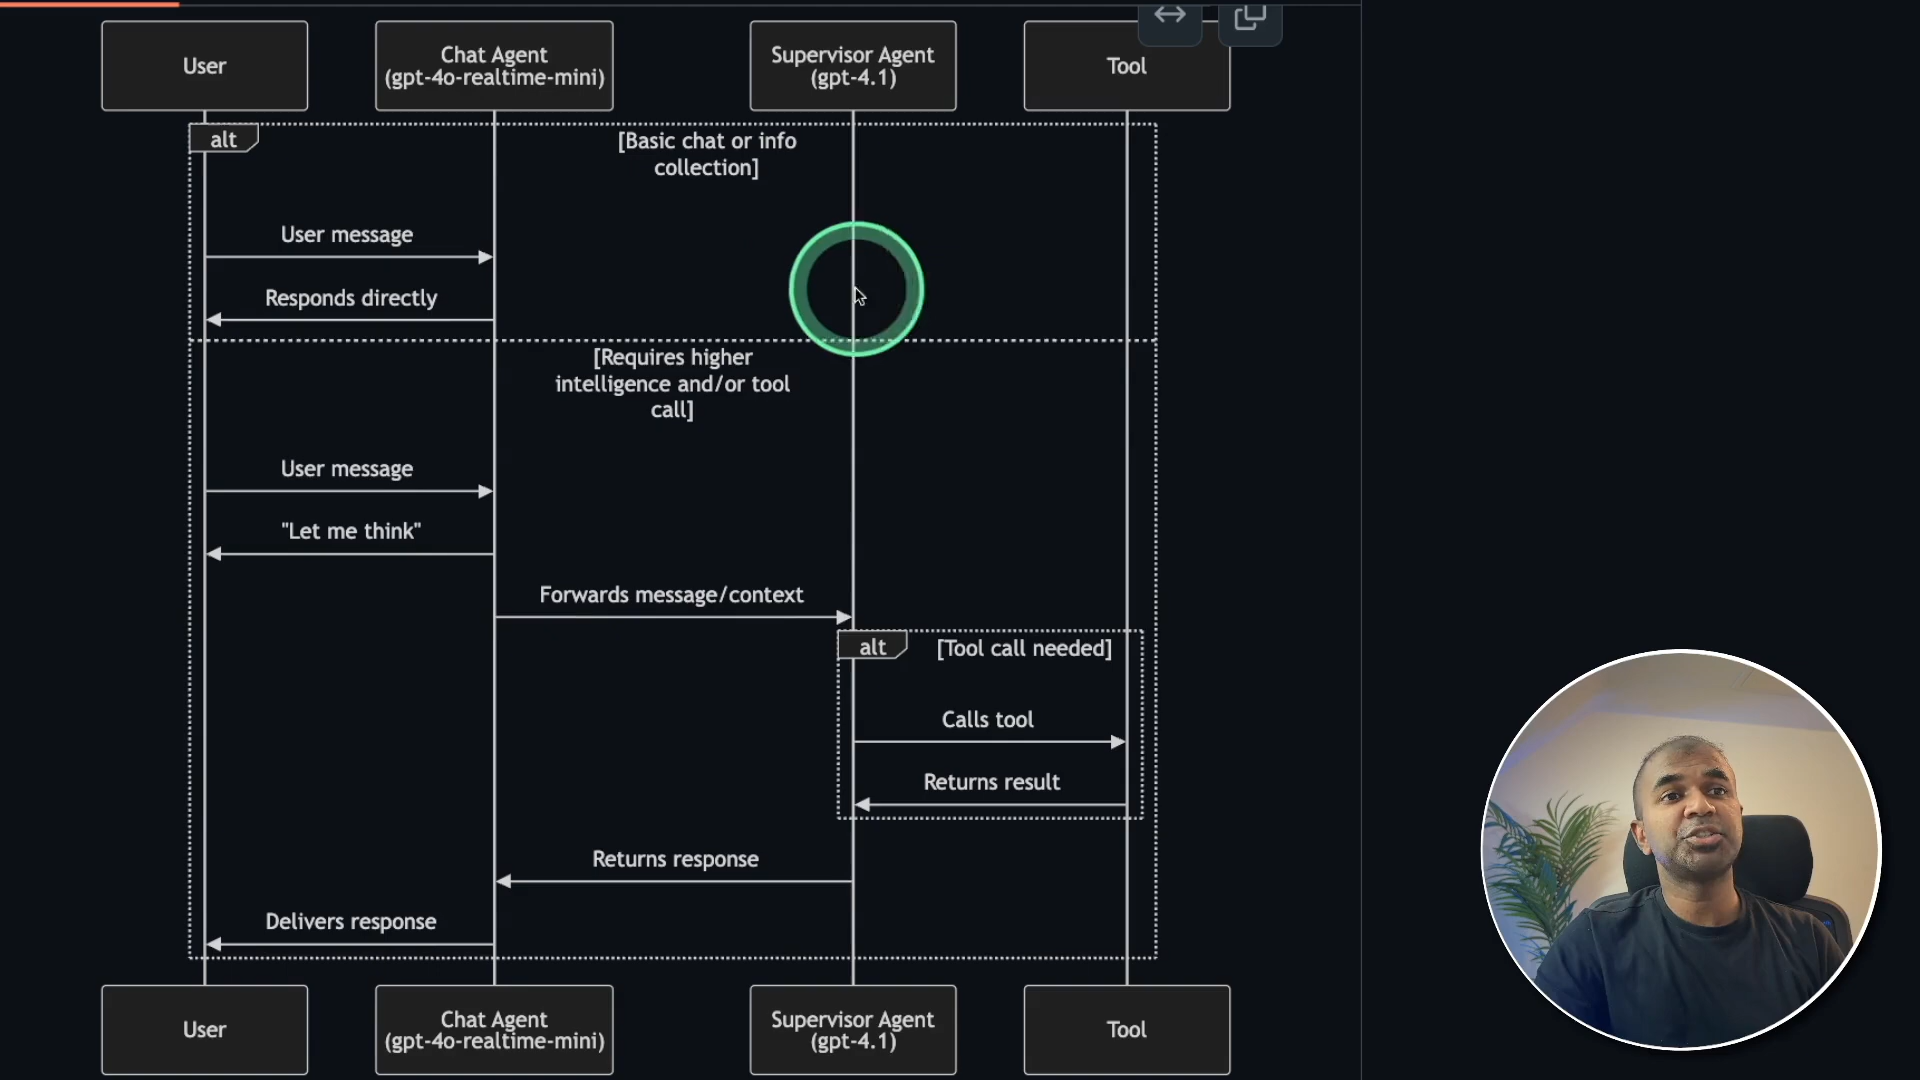 User
Chat Agent
(gpt-4o-realtime-mini)
Supervisor Agent
(gpt-4.1)
Tool
alt
[Basic chat or info
collection]
User message
Responds directly
[Requires higher
intelligence and/or tool
call]
User message
"Let me think"
Forwards message/context
alt
[Tool call needed]
Calls tool
Returns result
Returns response
Delivers response
User
Chat Agent
(gpt-4o-realtime-mini)
Supervisor Agent
(gpt-4.1)
Tool